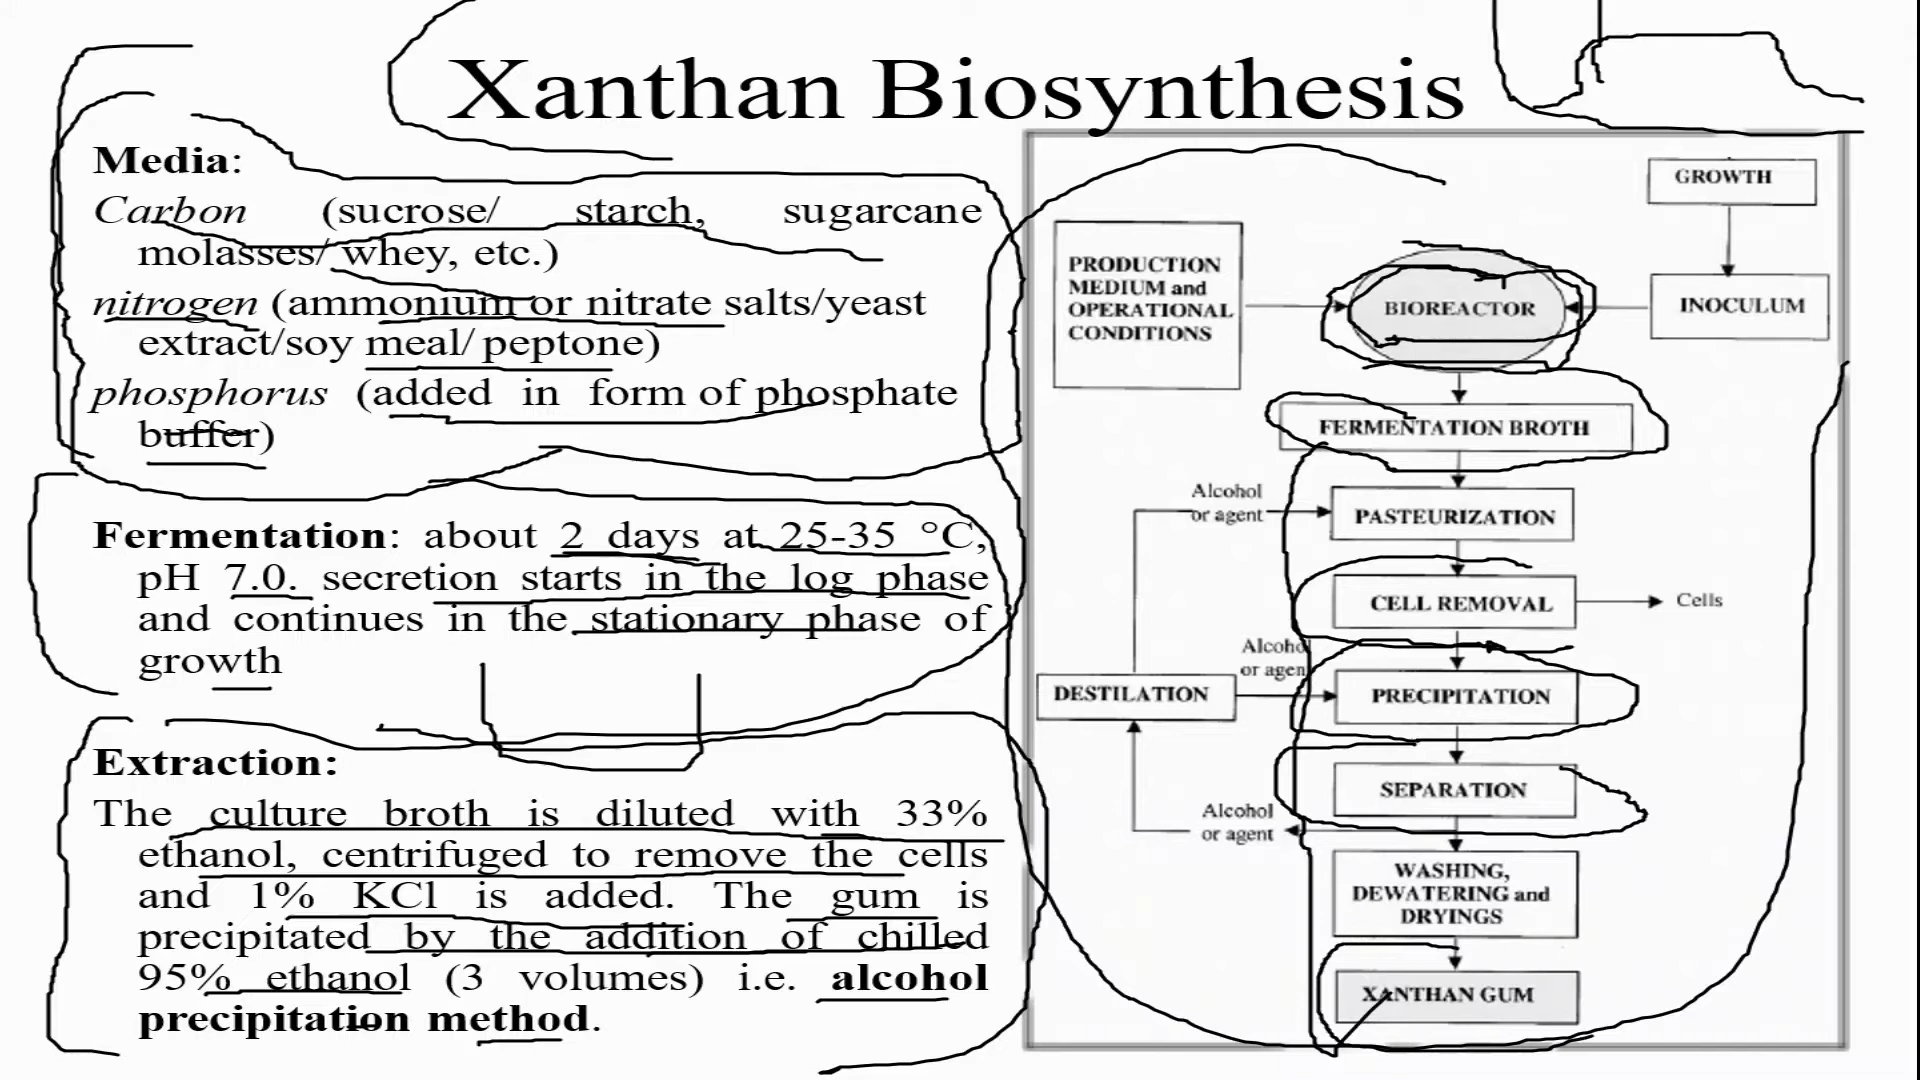 Xanthan Biosynthesis
Media:
Carbon (sucrose/ starch, sugarcane
molasses/ whey, etc.)
nitrogen (ammonium or nitrate salts/yeast
extract/soy meal/ peptone)
phosphorus (added in form of phosphate
buffer)
Fermentation: about 2 days at 25-35 °C,
pH 7.0. secretion starts in the log phase
and continues in the stationary phase of
growth
Extraction:
The culture broth is diluted with 33%
ethanol, centrifuged to remove the cells
and 1% KCl is added. The gum is
precipitated by the addition of chilled
95% ethanol (3 volumes) i.e. alcohol
precipitation method.
GROWTH
PRODUCTION
MEDIUM and
OPERATIONAL
CONDITIONS
BIOREACTOR
INOCULUM
FERMENTATION BROTH
Alcohol
or agent
PASTEURIZATION
CELL REMOVAL
Cells
Alcohol
or agen
DESTILATION
PRECIPITATION
SEPARATION
Alcohol
or agent
WASHING,
DEWATERING and
DRYINGS
XANTHAN GUM